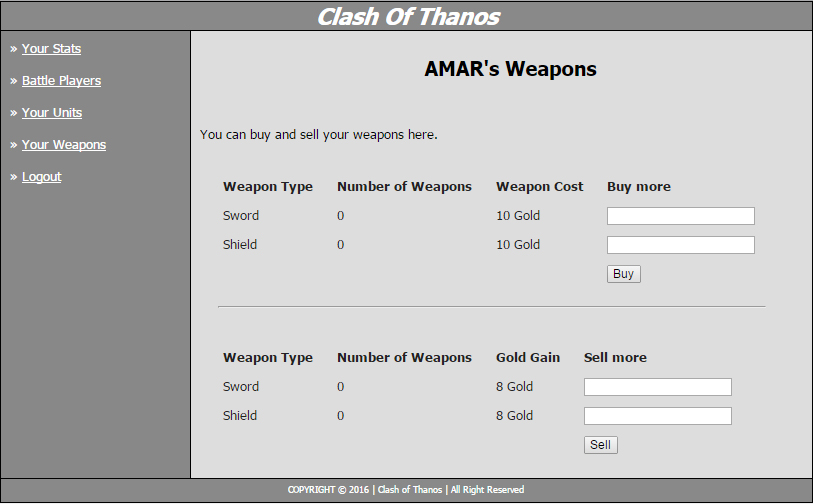 Clash Of Thanos
» Your Stats
» Battle Players
» Your Units
» Your Weapons
» Logout
AMAR's Weapons
You can buy and sell your weapons here.
Weapon Type Number of Weapons Weapon Cost Buy more
Sword 0 10 Gold
Shield 0 10 Gold
Buy
Weapon Type Number of Weapons Gold Gain Sell more
Sword 0 8 Gold
Shield 0 8 Gold
Sell
COPYRIGHT © 2016 | Clash of Thanos | All Right Reserved